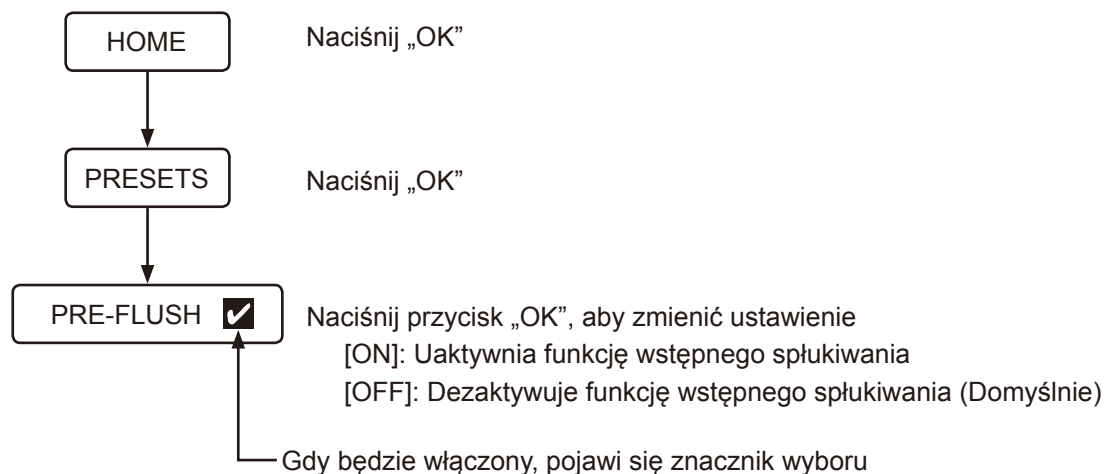 HOME Naciśnij „OK”
PRESETS Naciśnij „OK”
PRE-FLUSH ✔ Naciśnij przycisk „OK”, aby zmienić ustawienie
[ON]: Uaktywnia funkcję wstępnego spłukiwania
[OFF]: Dezaktywuje funkcję wstępnego spłukiwania (Domyślnie)
Gdy będzie włączony, pojawi się znacznik wyboru